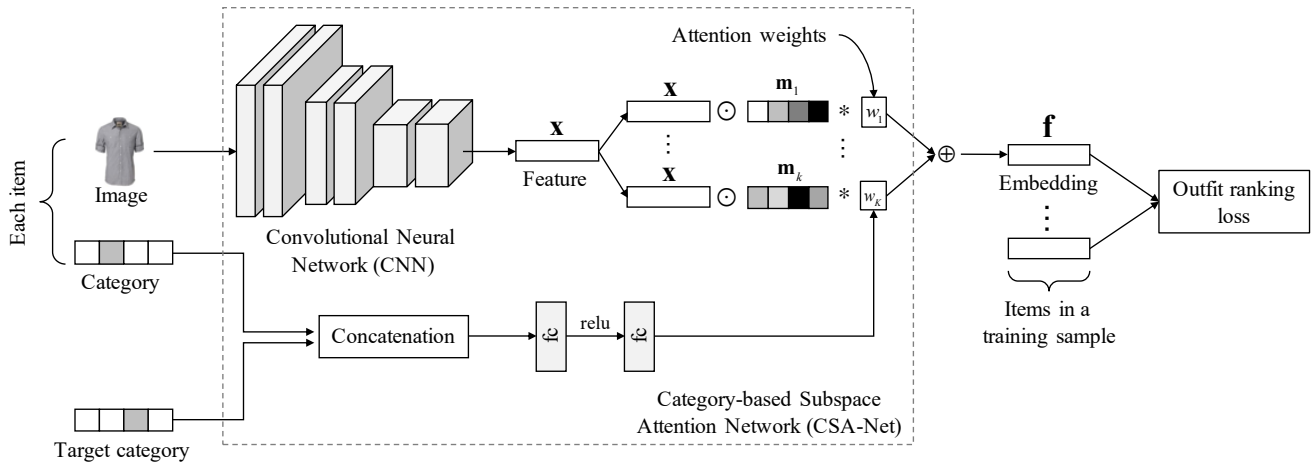 Each item
Image
Category
Target category
Convolutional Neural
Network (CNN)
x
Feature
Attention weights
x ⊙ m₁ * w₁
⋮ ⋮
x ⊙ mₖ * w_K
⊕
Concatenation
fc
relu
fc
Category-based Subspace
Attention Network (CSA-Net)
f
Embedding
⋮
Items in a
training sample
Outfit ranking
loss